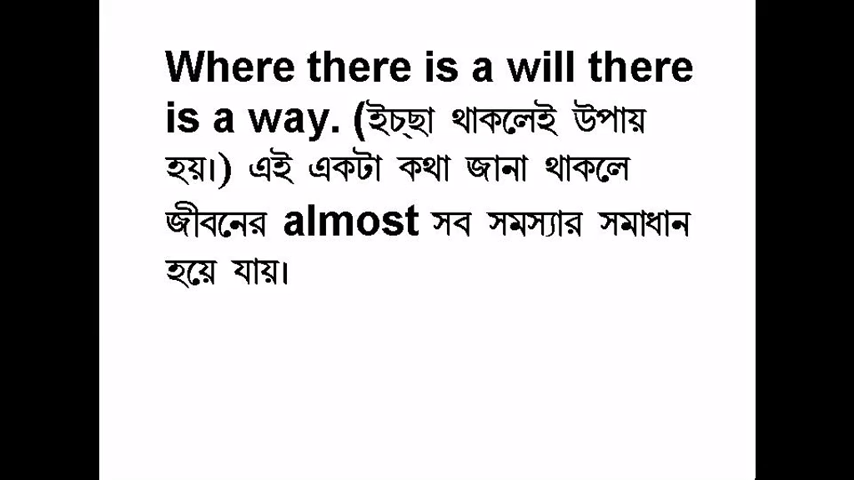 Where there is a will there
is a way. (ইচ্ছা থাকলেই উপায়
হয়।) এই একটা কথা জানা থাকলে
জীবনের almost সব সমস্যার সমাধান
হয়ে যায়।